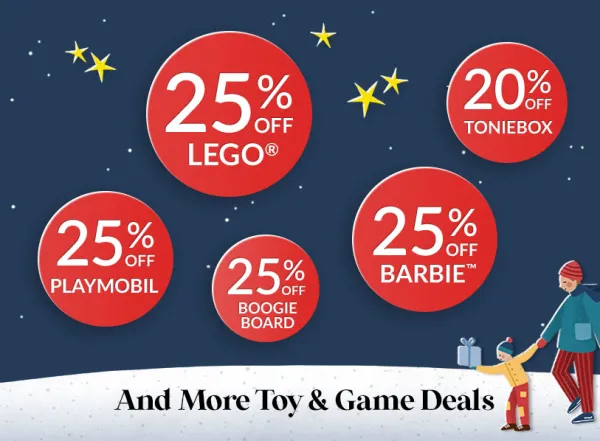 25% OFF
LEGO®
20% OFF
TONIEBOX
25% OFF
PLAYMOBIL
25% OFF
BOOGIE
BOARD
25% OFF
BARBIE™
And More Toy & Game Deals